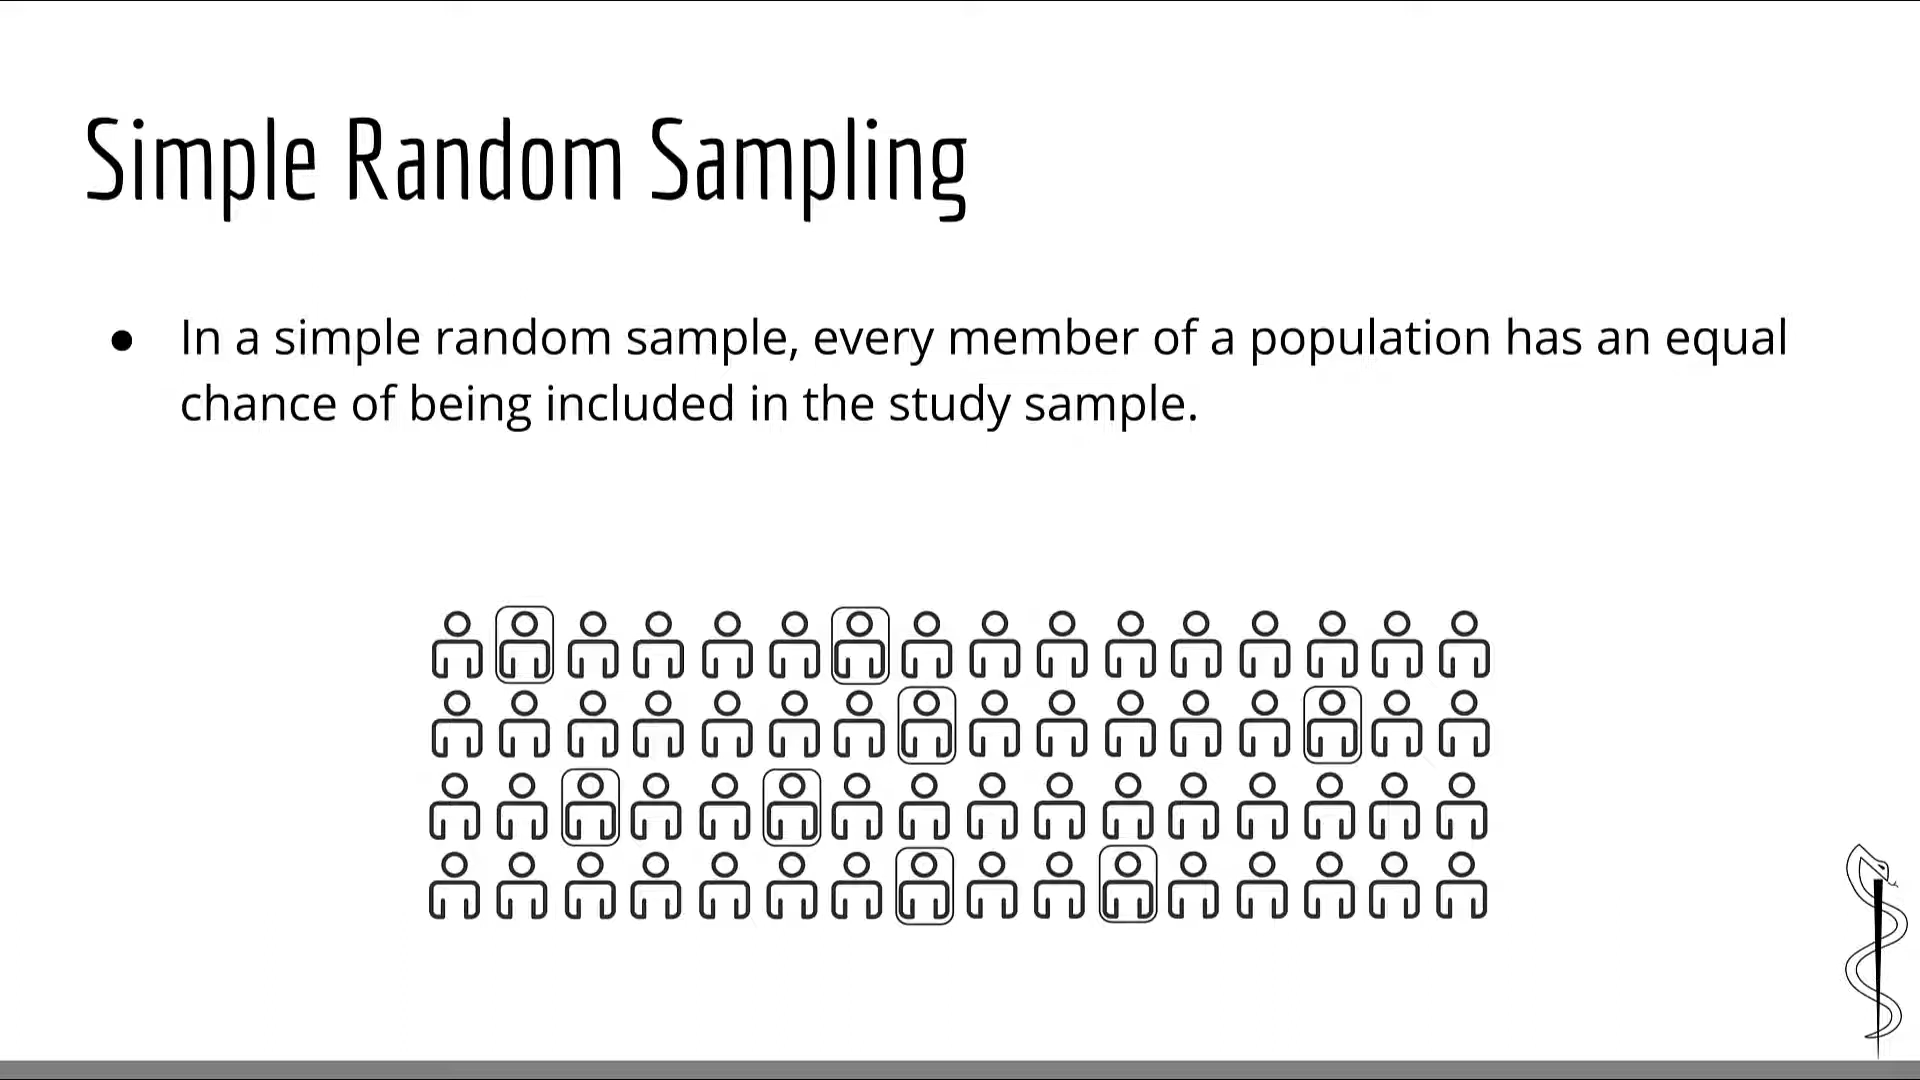 Simple Random Sampling
● In a simple random sample, every member of a population has an equal
chance of being included in the study sample.